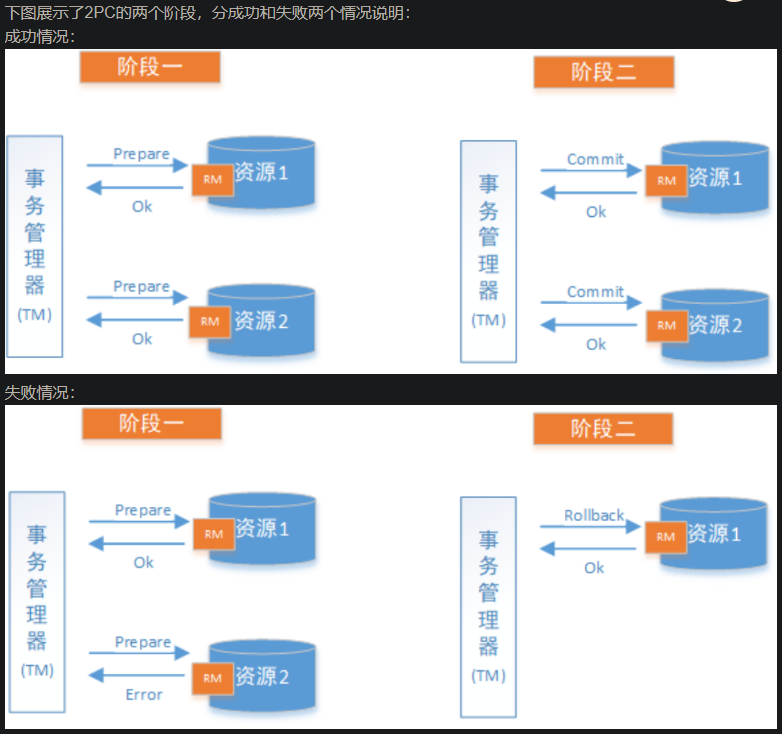 下图展示了2PC的两个阶段，分成功和失败两个情况说明：
成功情况：
阶段一
阶段二
事务管理器(TM)
Prepare
RM
资源1
Ok
Prepare
RM
资源2
Ok
事务管理器(TM)
Commit
RM
资源1
Ok
Commit
RM
资源2
Ok
失败情况：
阶段一
阶段二
事务管理器(TM)
Prepare
RM
资源1
Ok
Prepare
RM
资源2
Error
事务管理器(TM)
Rollback
RM
资源1
Ok